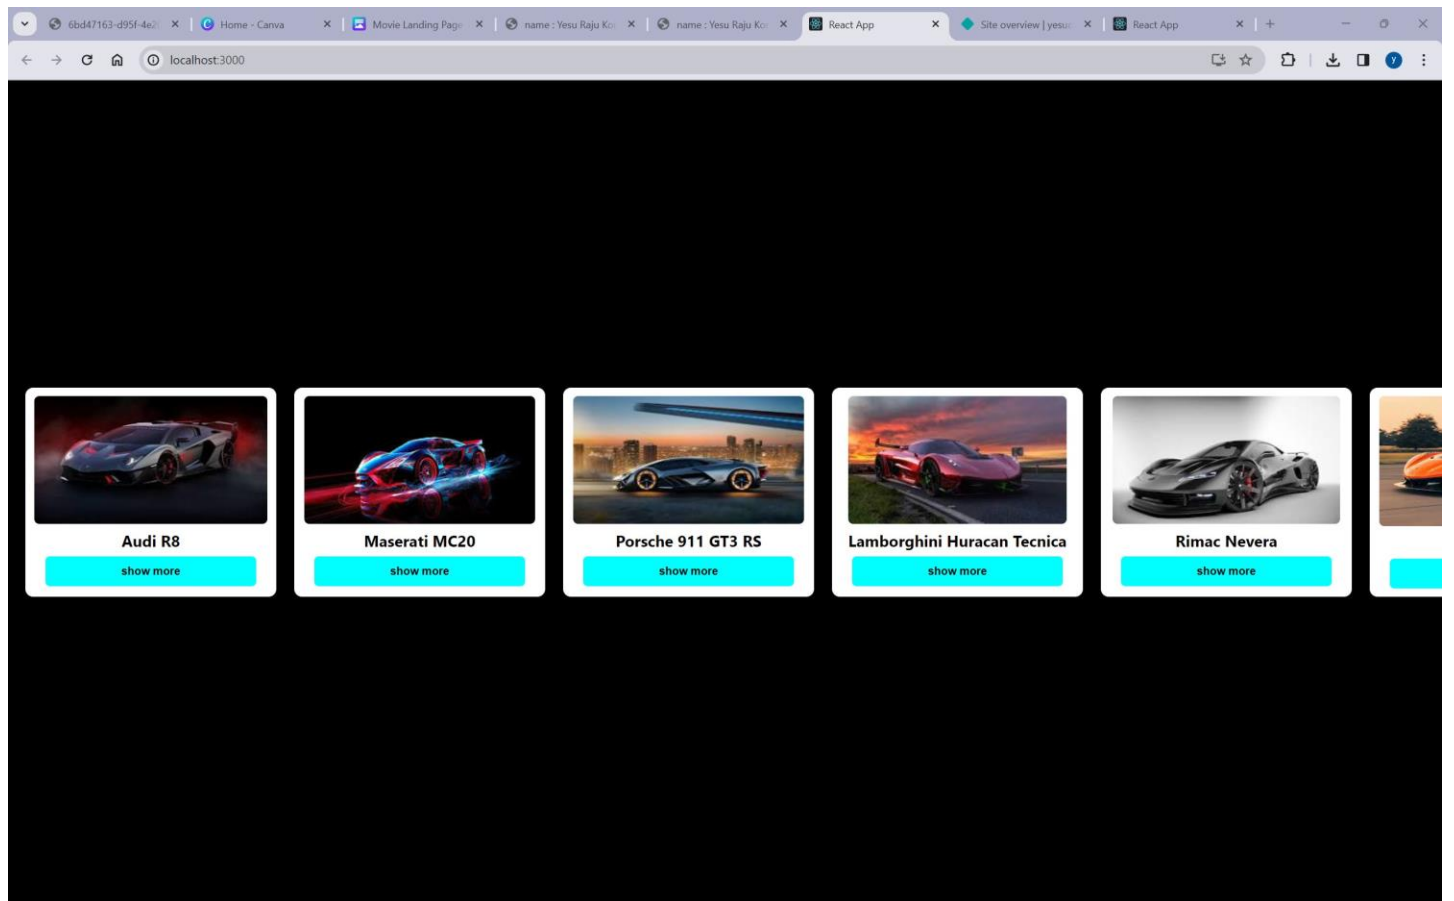 6bd47163-d95f-4e2
Home - Canva
Movie Landing Page
name : Yesu Raju Ko
name : Yesu Raju Ko
React App
Site overview | yesu
React App
localhost:3000
y
Audi R8
Maserati MC20
Porsche 911 GT3 RS
Lamborghini Huracan Tecnica
Rimac Nevera
show more
show more
show more
show more
show more